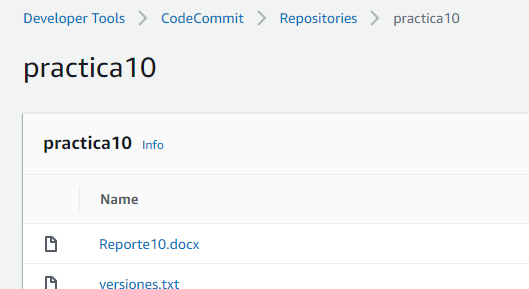 Developer Tools > CodeCommit > Repositories > practica10
practica10
practica10 Info
Name
Reporte10.docx
versiones.txt